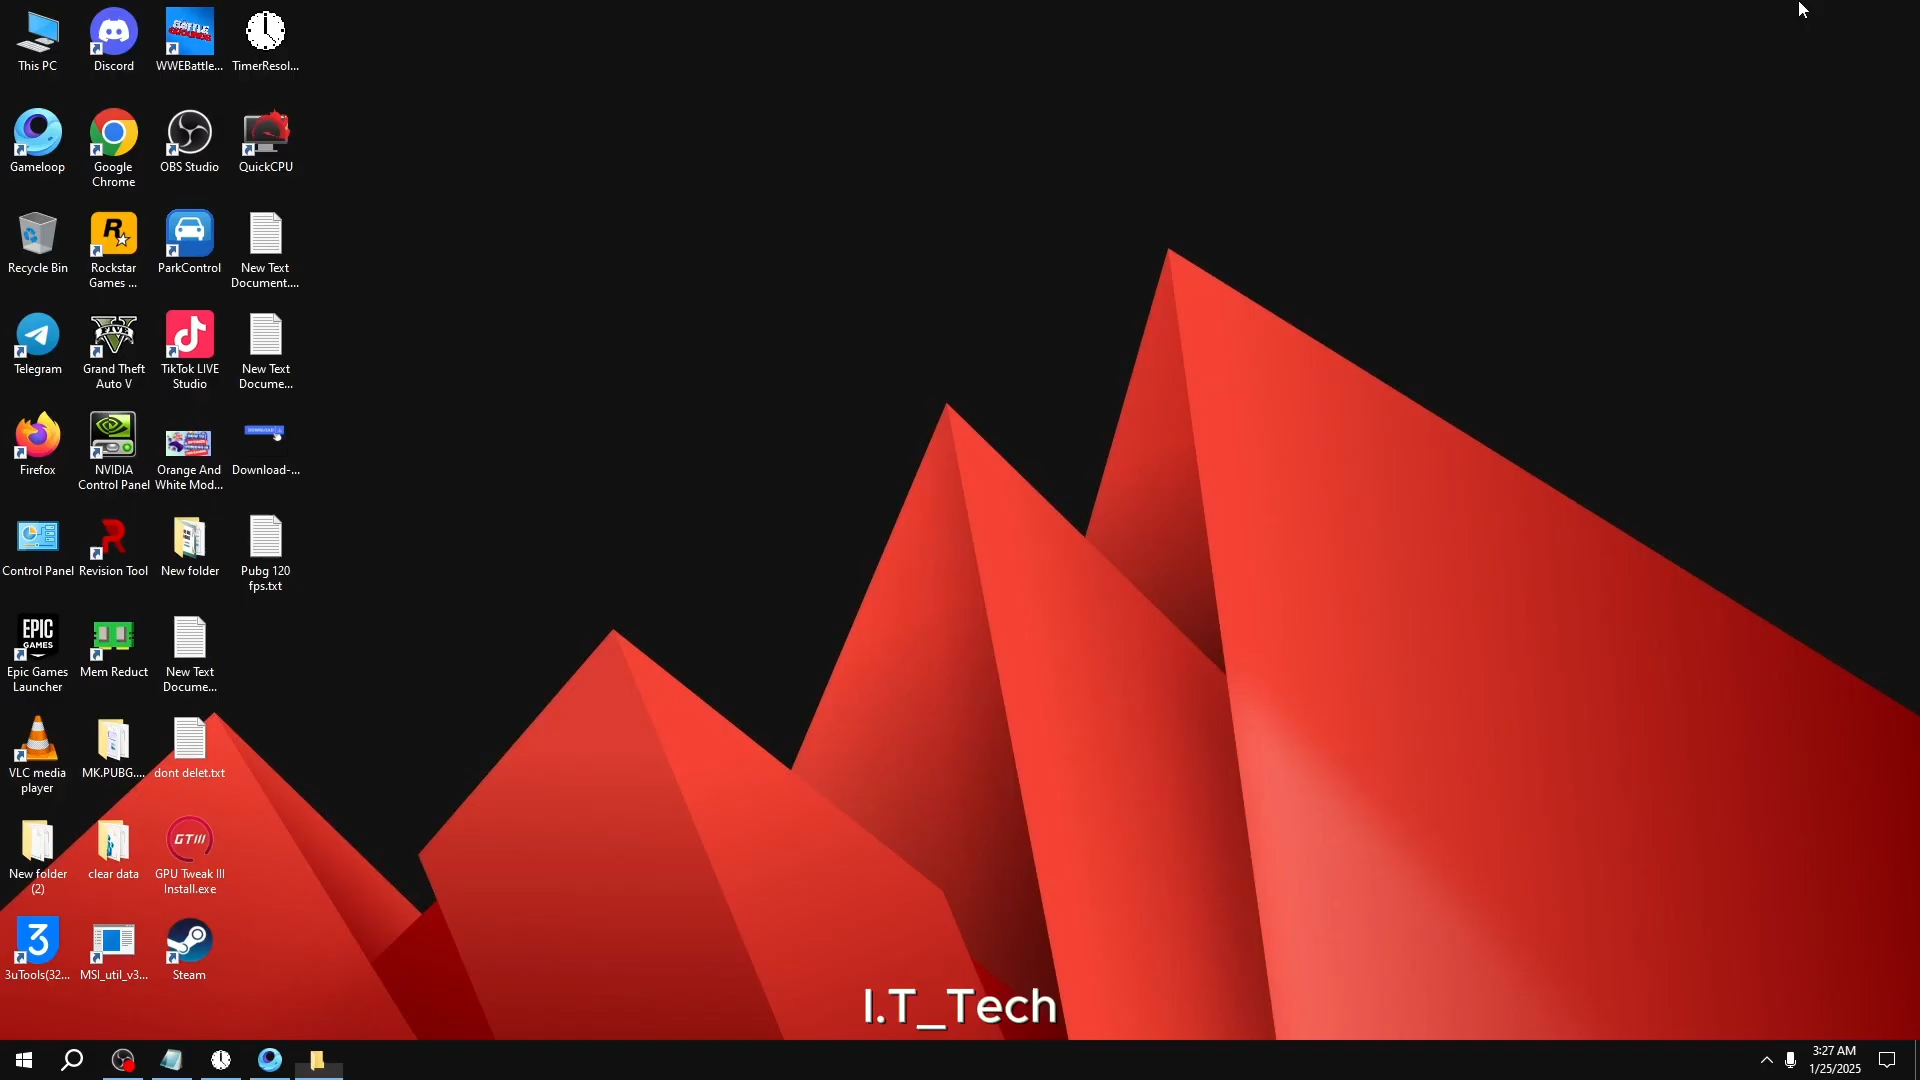 This PC
Discord
WWEBattle...
TimerResol...
Gameloop
Google
Chrome
OBS Studio
QuickCPU
Recycle Bin
Rockstar
Games ...
ParkControl
New Text
Document....
Telegram
Grand Theft
Auto V
TikTok LIVE
Studio
New Text
Docume...
Firefox
NVIDIA
Control Panel
Orange And
White Mod...
Download-...
Control Panel
Revision Tool
New folder
Pubg 120
fps.txt
EPIC
GAMES
Epic Games
Launcher
Mem Reduct
New Text
Docume...
VLC media
player
MK.PUBG....
dont delet.txt
New folder
(2)
clear data
GTIII
GPU Tweak III
Install.exe
3
3uTools(32...
MSI_util_v3...
Steam
I.T_Tech
3:27 AM
1/25/2025